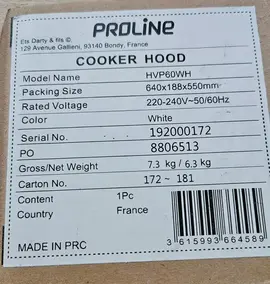 PROLINE
Ets Darty & fils ©,
129 Avenue Gallieni, 93140 Bondy, France
COOKER HOOD
Model Name HVP60WH
Packing Size 640x188x550mm
Rated Voltage 220-240V~50/60Hz
Color White
Serial No. 192000172
PO 8806513
Gross/Net Weight 7.3 kg / 6.3 kg
Carton No. 172 ~ 181
Content 1Pc
Country France
MADE IN PRC
3 615993 664589